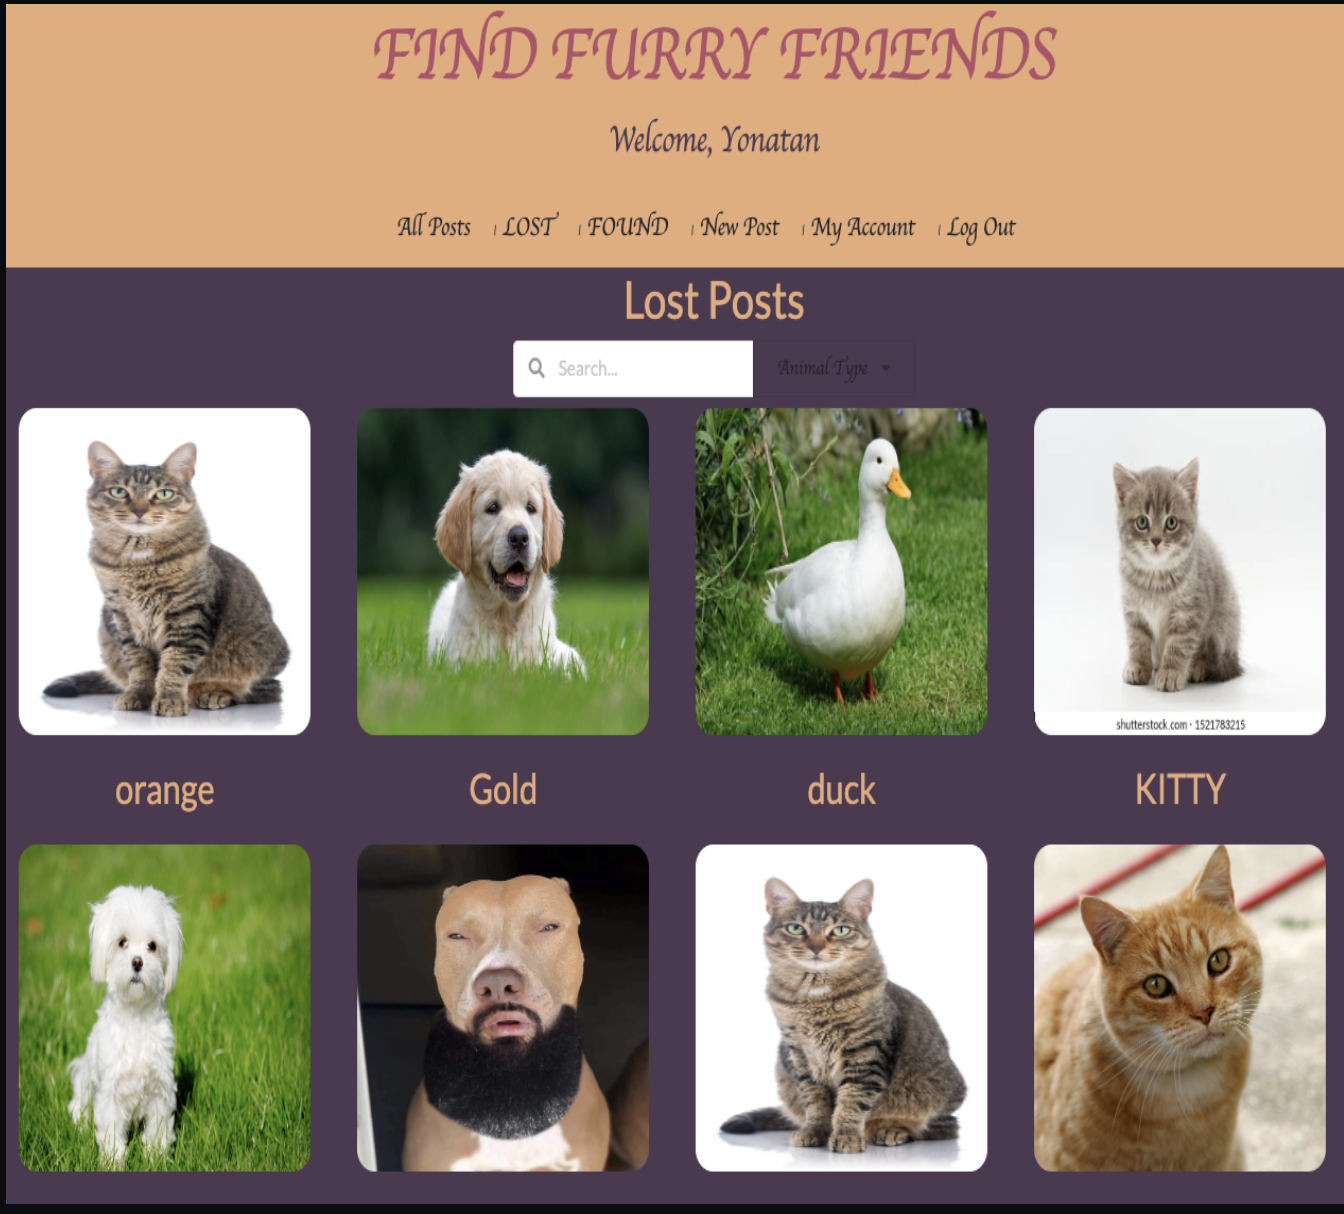 FIND FURRY FRIENDS
Welcome, Yonatan
All Posts | LOST | FOUND | New Post | My Account | Log Out
Lost Posts
Search... Animal Type
shutterstock.com · 1521783215
orange Gold duck KITTY